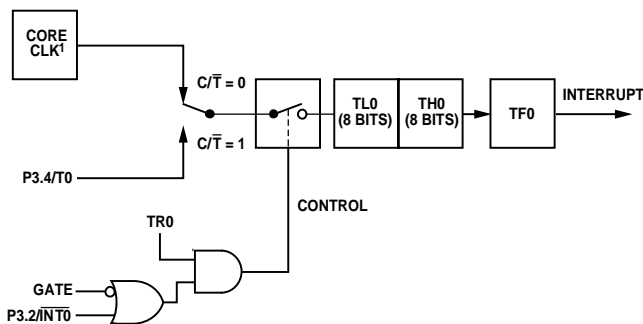 CORE
CLK¹
C/T̅ = 0
C/T̅ = 1
P3.4/T0
TL0
(8 BITS)
TH0
(8 BITS)
TF0
INTERRUPT
CONTROL
TR0
GATE
P3.2/I̅N̅T̅0̅